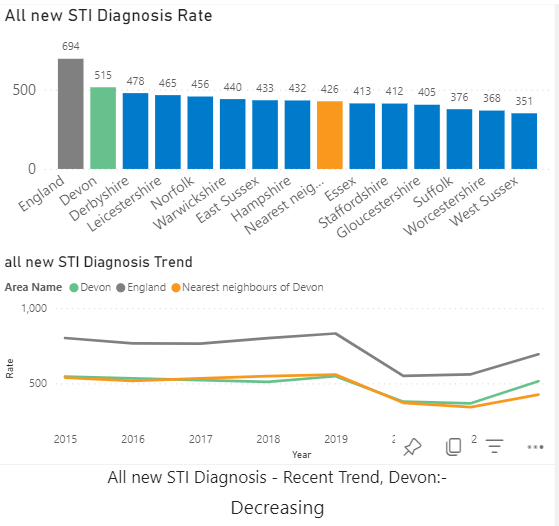 All new STI Diagnosis Rate
694
515
478
465
456
440
433
432
426
413
412
405
376
368
351
500
0
England
Devon
Derbyshire
Leicestershire
Norfolk
Warwickshire
East Sussex
Hampshire
Nearest neig...
Essex
Staffordshire
Gloucestershire
Suffolk
Worcestershire
West Sussex
all new STI Diagnosis Trend
Area Name Devon England Nearest neighbours of Devon
1,000
500
Rate
2015 2016 2017 2018 2019 2 2
Year
All new STI Diagnosis - Recent Trend, Devon:-
Decreasing